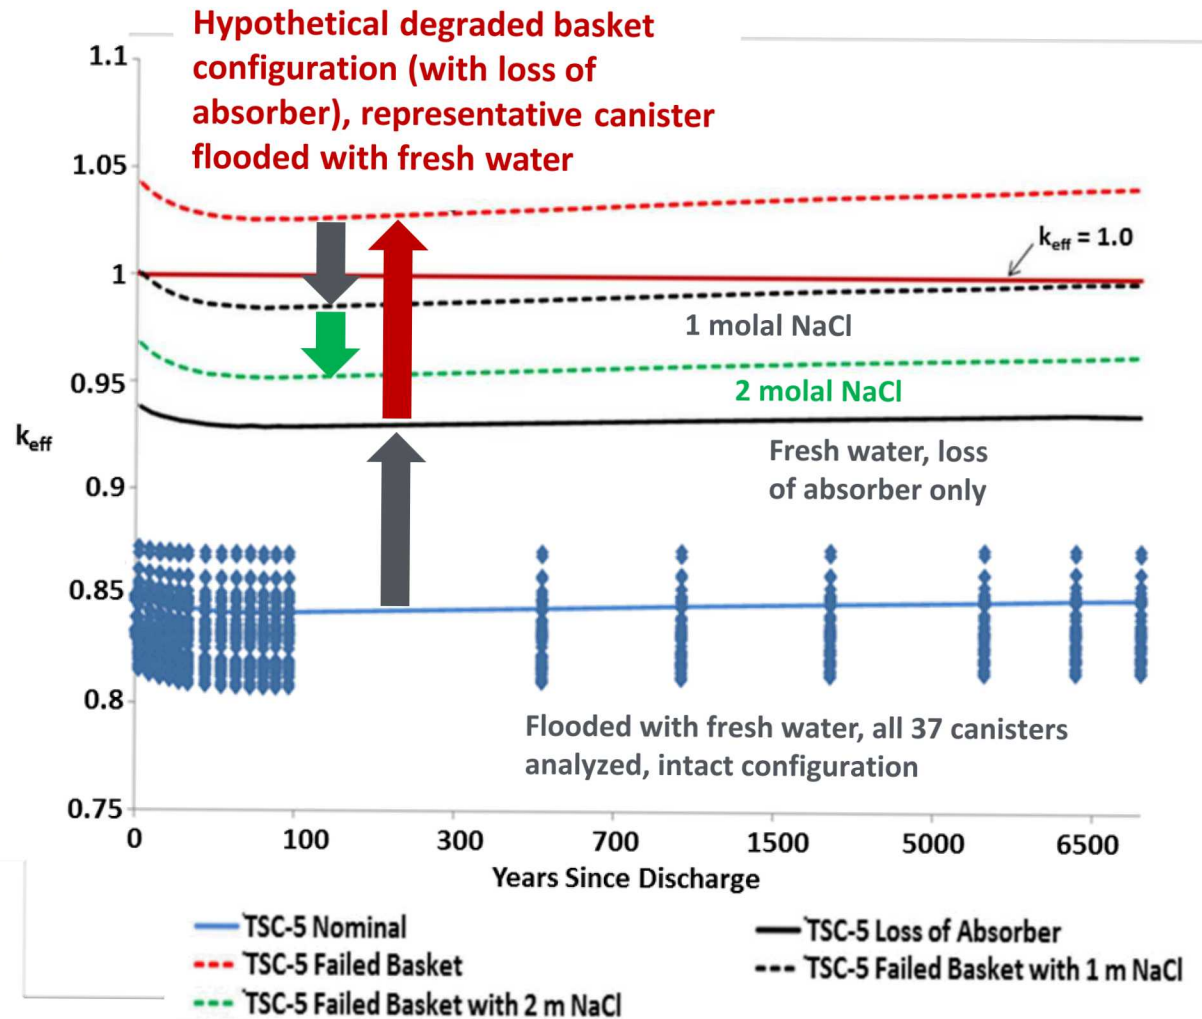 Hypothetical degraded basket
configuration (with loss of
absorber), representative canister
flooded with fresh water
1.1
1.05
1
0.95
keff
0.9
0.85
0.8
0.75
keff = 1.0
1 molal NaCl
2 molal NaCl
Fresh water, loss
of absorber only
Flooded with fresh water, all 37 canisters
analyzed, intact configuration
0 100 300 700 1500 5000 6500
Years Since Discharge
TSC-5 Nominal
TSC-5 Loss of Absorber
TSC-5 Failed Basket
TSC-5 Failed Basket with 1 m NaCl
TSC-5 Failed Basket with 2 m NaCl